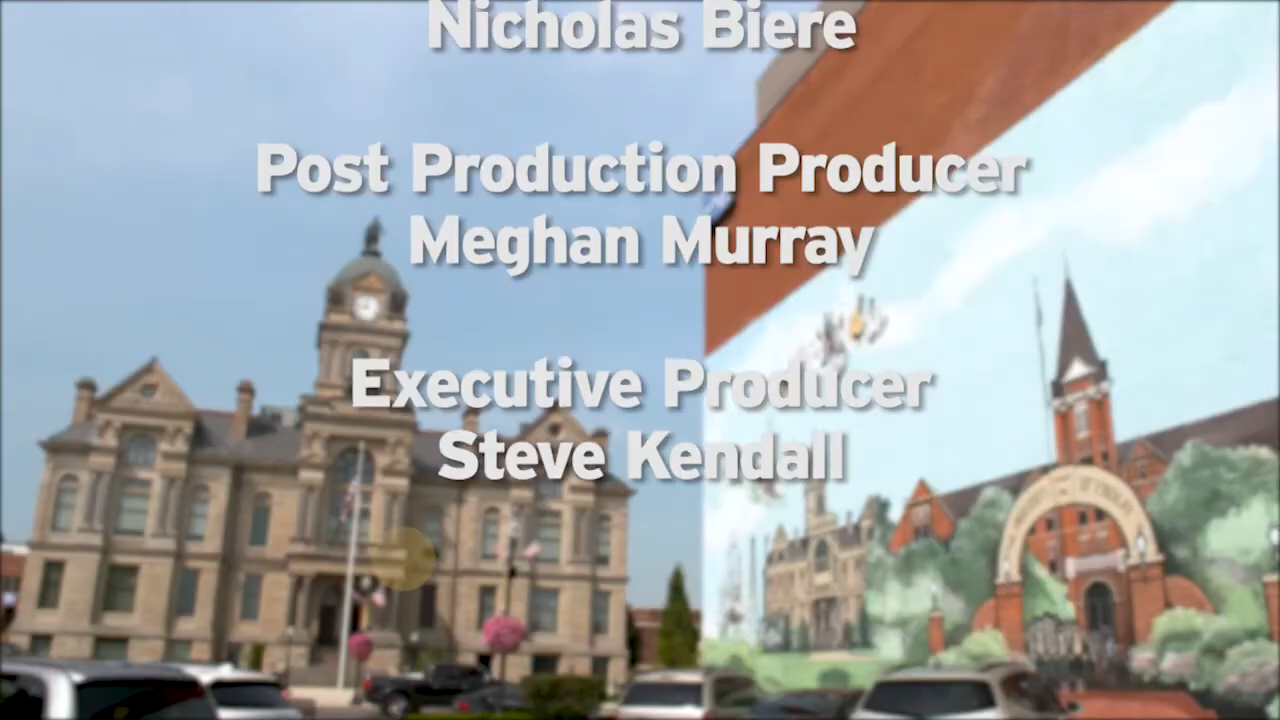 Nicholas Biere
Post Production Producer
Meghan Murray
Executive Producer
Steve Kendall